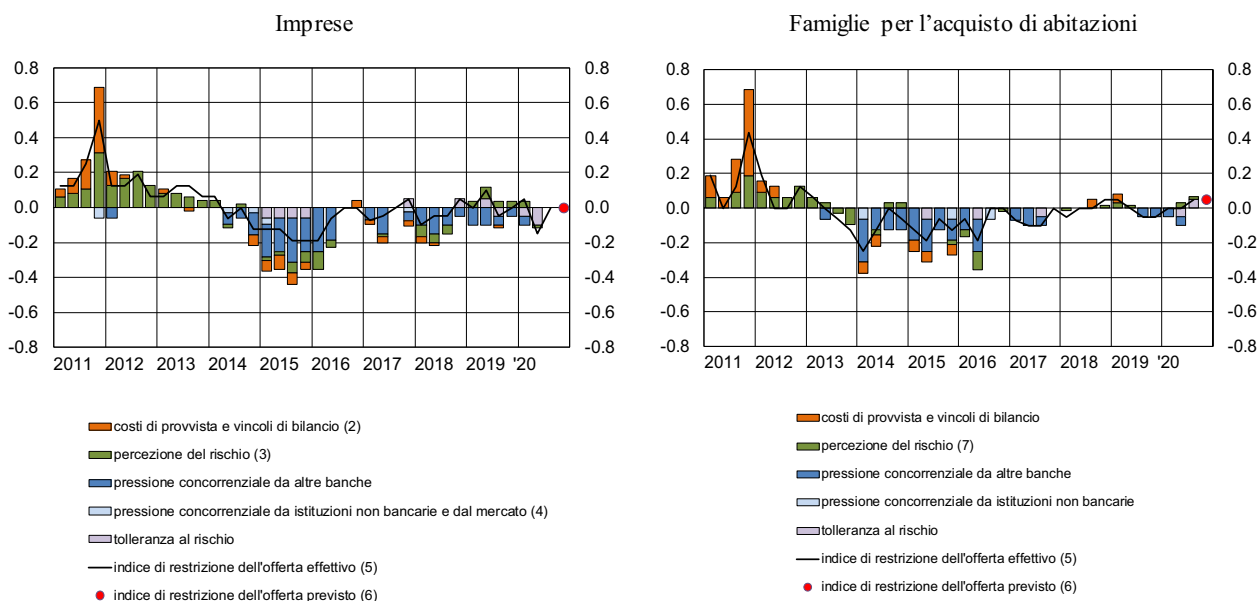 Imprese
0.8
0.6
0.4
0.2
0.0
-0.2
-0.4
-0.6
-0.8
0.8
0.6
0.4
0.2
0.0
-0.2
-0.4
-0.6
-0.8
2011 2012 2013 2014 2015 2016 2017 2018 2019 '20
costi di provvista e vincoli di bilancio (2)
percezione del rischio (3)
pressione concorrenziale da altre banche
pressione concorrenziale da istituzioni non bancarie e dal mercato (4)
tolleranza al rischio
indice di restrizione dell'offerta effettivo (5)
indice di restrizione dell'offerta previsto (6)
Famiglie per l’acquisto di abitazioni
0.8
0.6
0.4
0.2
0.0
-0.2
-0.4
-0.6
-0.8
0.8
0.6
0.4
0.2
0.0
-0.2
-0.4
-0.6
-0.8
2011 2012 2013 2014 2015 2016 2017 2018 2019 '20
costi di provvista e vincoli di bilancio
percezione del rischio (7)
pressione concorrenziale da altre banche
pressione concorrenziale da istituzioni non bancarie
tolleranza al rischio
indice di restrizione dell'offerta effettivo (5)
indice di restrizione dell'offerta previsto (6)